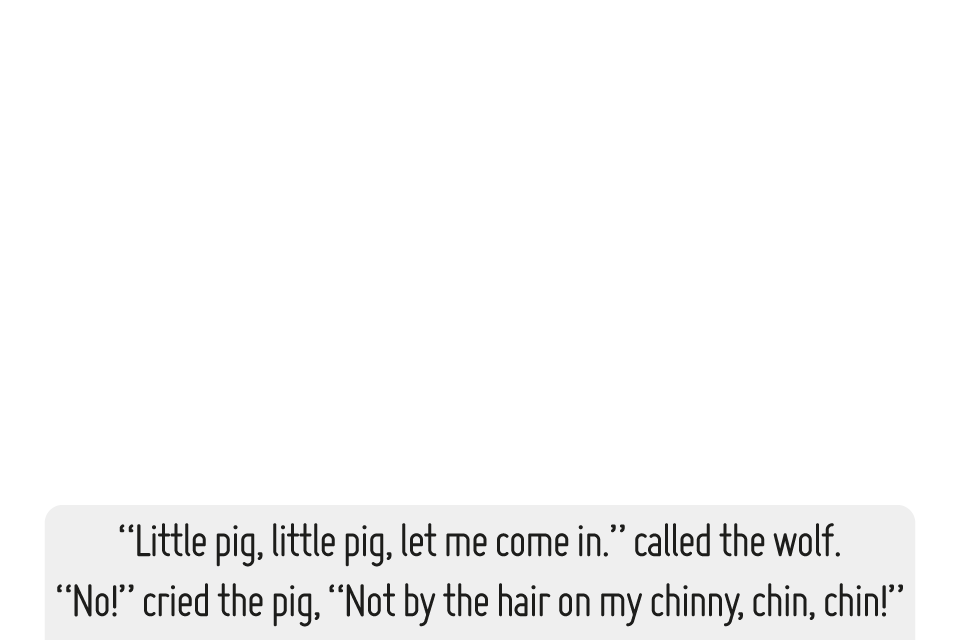 “Little pig, little pig, let me come in.” called the wolf.
“No!” cried the pig, “Not by the hair on my chinny, chin, chin!”